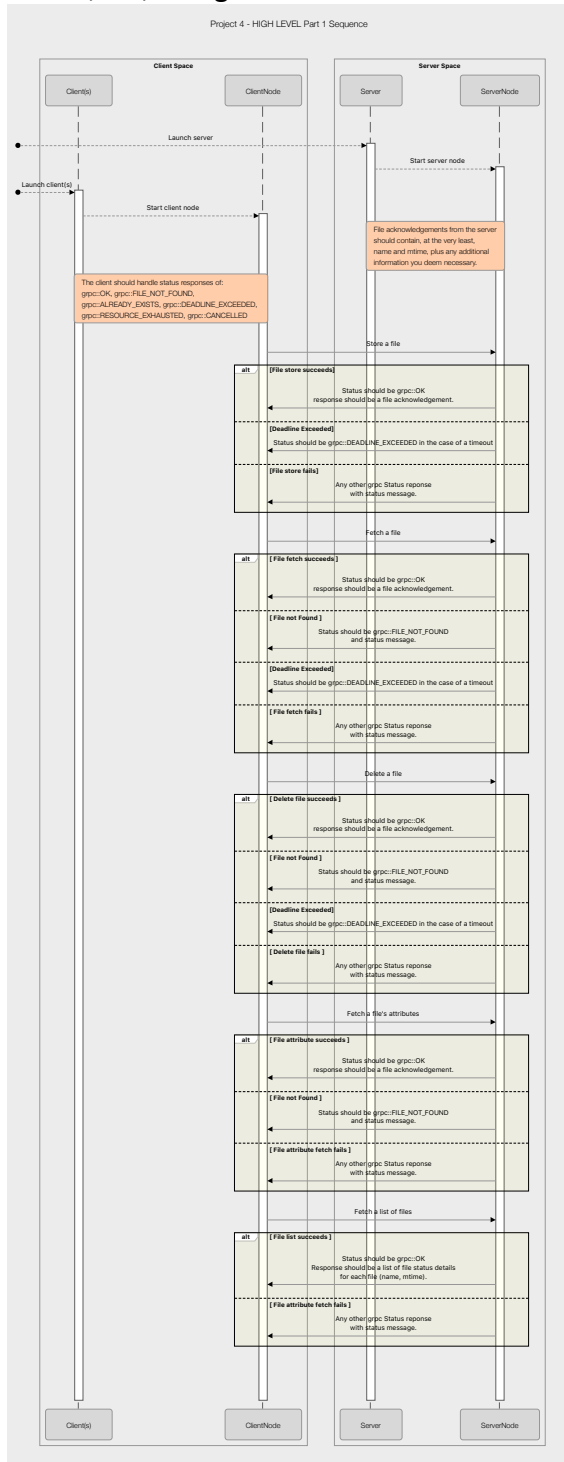 Project 4 - HIGH LEVEL Part 1 Sequence
Client Space
Server Space
Client(s)
ClientNode
Server
ServerNode
Launch server
Start server node
Launch client(s)
Start client node
File acknowledgements from the server
should contain, at the very least,
name and mtime, plus any additional
information you deem necessary.
The client should handle status responses of:
grpc::OK, grpc::FILE_NOT_FOUND,
grpc::ALREADY_EXISTS, grpc::DEADLINE_EXCEEDED,
grpc::RESOURCE_EXHAUSTED, grpc::CANCELLED
Store a file
alt
[File store succeeds]
Status should be grpc::OK
response should be a file acknowledgement.
[Deadline Exceeded]
Status should be grpc::DEADLINE_EXCEEDED in the case of a timeout
[File store fails]
Any other grpc Status reponse
with status message.
Fetch a file
alt
[ File fetch succeeds ]
Status should be grpc::OK
response should be a file acknowledgement.
[ File not Found ]
Status should be grpc::FILE_NOT_FOUND
and status message.
[Deadline Exceeded]
Status should be grpc::DEADLINE_EXCEEDED in the case of a timeout
[ File fetch fails ]
Any other grpc Status reponse
with status message.
Delete a file
alt
[ Delete file succeeds ]
Status should be grpc::OK
response should be a file acknowledgement.
[ File not Found ]
Status should be grpc::FILE_NOT_FOUND
and status message.
[Deadline Exceeded]
Status should be grpc::DEADLINE_EXCEEDED in the case of a timeout
[ Delete file fails ]
Any other grpc Status reponse
with status message.
Fetch a file's attributes
alt
[ File attribute succeeds ]
Status should be grpc::OK
response should be a file acknowledgement.
[ File not Found ]
Status should be grpc::FILE_NOT_FOUND
and status message.
[ File attribute fetch fails ]
Any other grpc Status reponse
with status message.
Fetch a list of files
alt
[ File list succeeds ]
Status should be grpc::OK
Response should be a list of file status details
for each file (name, mtime).
[ File attribute fetch fails ]
Any other grpc Status reponse
with status message.
Client(s)
ClientNode
Server
ServerNode